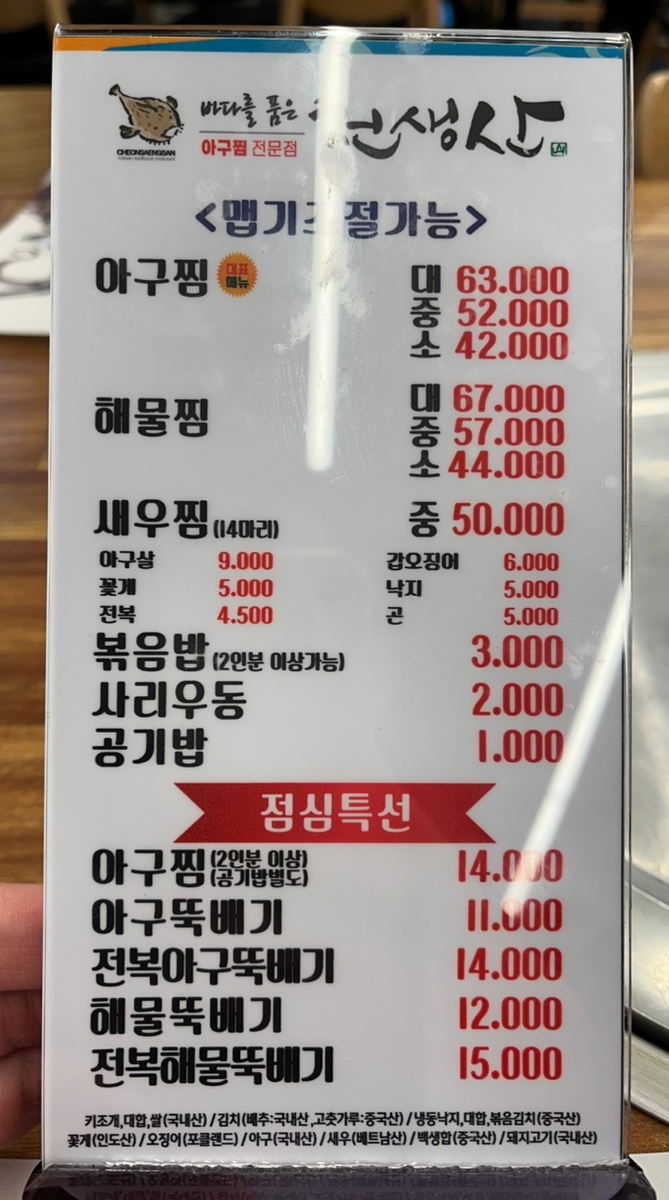 바다를 품은 천생산
아구찜 전문점
CHEONSAENGSAN
Korean traditional restaurant
<맵기조절가능>
아구찜 대표메뉴 대 63.000
중 52.000
소 42.000
해물찜 대 67.000
중 57.000
소 44.000
새우찜(14마리) 중 50.000
아구살 9.000 갑오징어 6.000
꽃게 5.000 낙지 5.000
전복 4.500 곤 5.000
볶음밥(2인분 이상가능) 3.000
사리우동 2.000
공기밥 1.000
점심특선
아구찜(2인분 이상)(공기밥별도) 14.000
아구뚝배기 11.000
전복아구뚝배기 14.000
해물뚝배기 12.000
전복해물뚝배기 15.000
키조개,대합,쌀(국내산) / 김치(배추:국내산, 고춧가루:중국산) / 냉동낙지,대합,볶음김치(중국산)
꽃게(인도산) / 오징어(포클랜드) / 아구(국내산) / 새우(베트남산) / 백생합(중국산) / 돼지고기(국내산)